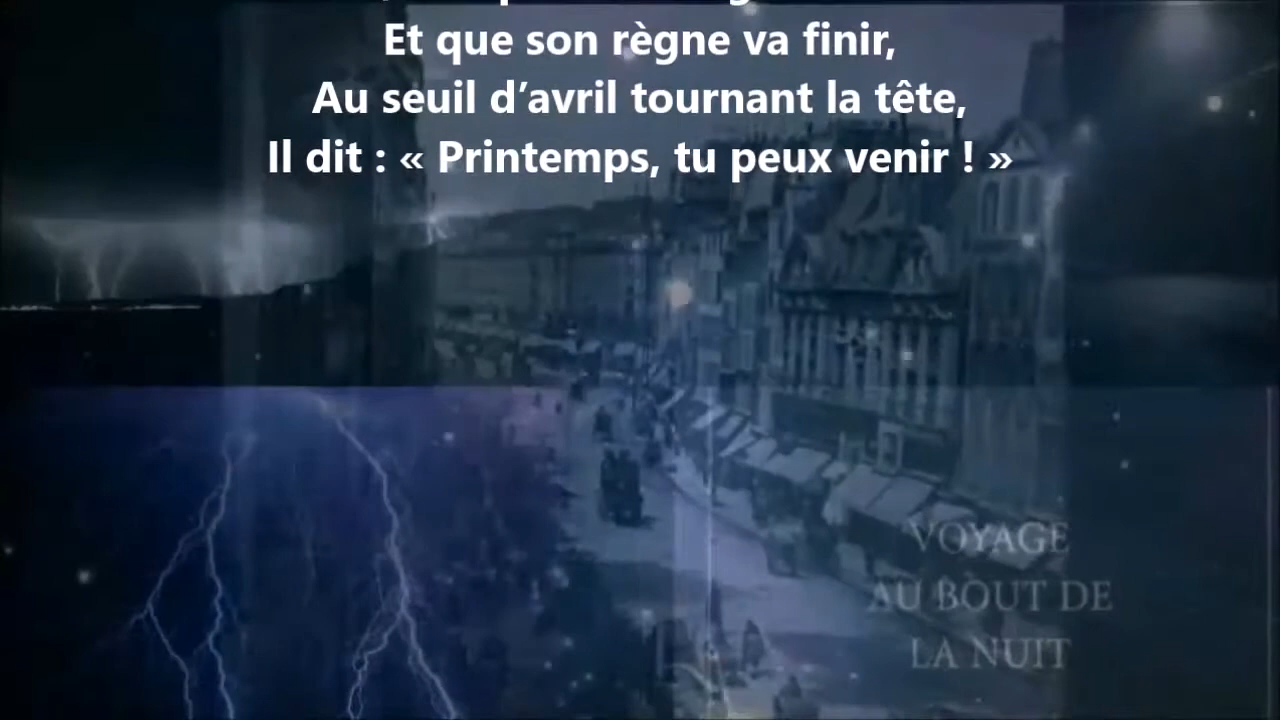 Et que son règne va finir,
Au seuil d’avril tournant la tête,
Il dit : « Printemps, tu peux venir ! »
VOYAGE
AU BOUT DE
LA NUIT